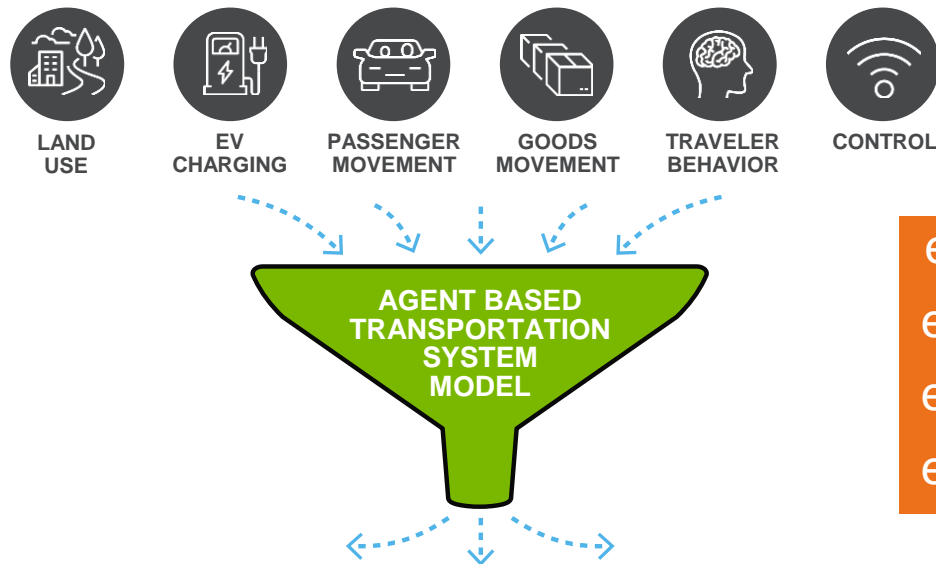 LAND
USE
EV
CHARGING
PASSENGER
MOVEMENT
GOODS
MOVEMENT
TRAVELER
BEHAVIOR
CONTROL
AGENT BASED
TRANSPORTATION
SYSTEM
MODEL